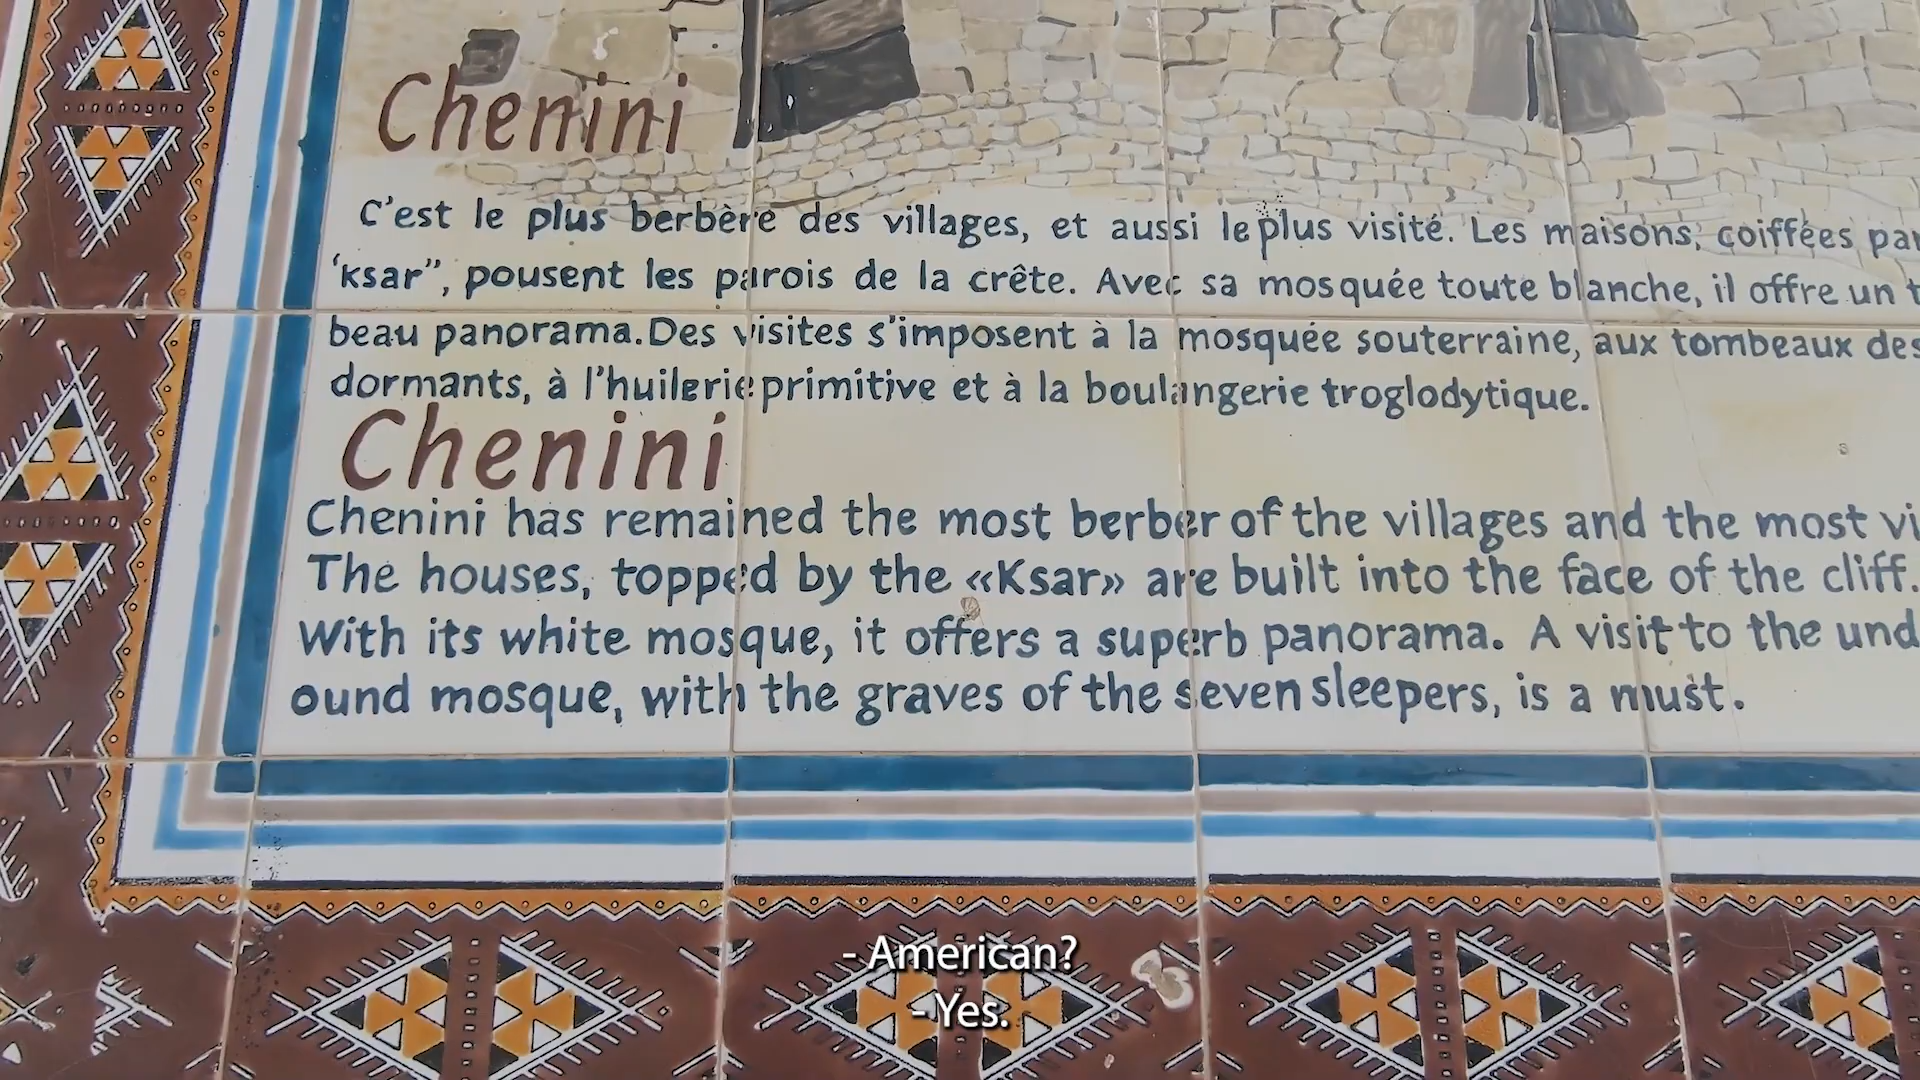 Chenini
C'est le plus berbère des villages, et aussi le plus visité. Les maisons, coiffées par
'ksar", pousent les parois de la crête. Avec sa mosquée toute blanche, il offre un t
beau panorama. Des visites s'imposent à la mosquée souterraine, aux tombeaux des
dormants, à l'huilerie primitive et à la boulangerie troglodytique.
Chenini
Chenini has remained the most berber of the villages and the most vi
The houses, topped by the «Ksar» are built into the face of the cliff.
With its white mosque, it offers a superb panorama. A visit to the und
ound mosque, with the graves of the seven sleepers, is a must.
- American?
- Yes.